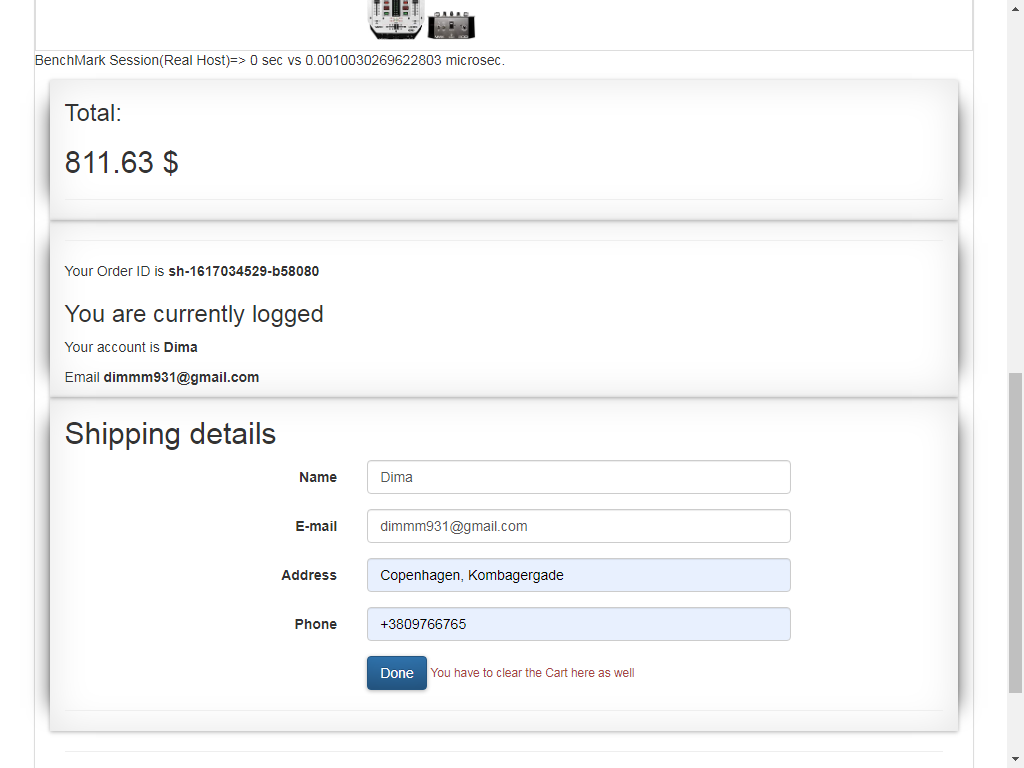 BenchMark Session(Real Host)=> 0 sec vs 0.0010030269622803 microsec.
Total:
811.63 $
Your Order ID is sh-1617034529-b58080
You are currently logged
Your account is Dima
Email dimmm931@gmail.com
Shipping details
Name Dima
E-mail dimmm931@gmail.com
Address Copenhagen, Kombagergade
Phone +3809766765
Done You have to clear the Cart here as well